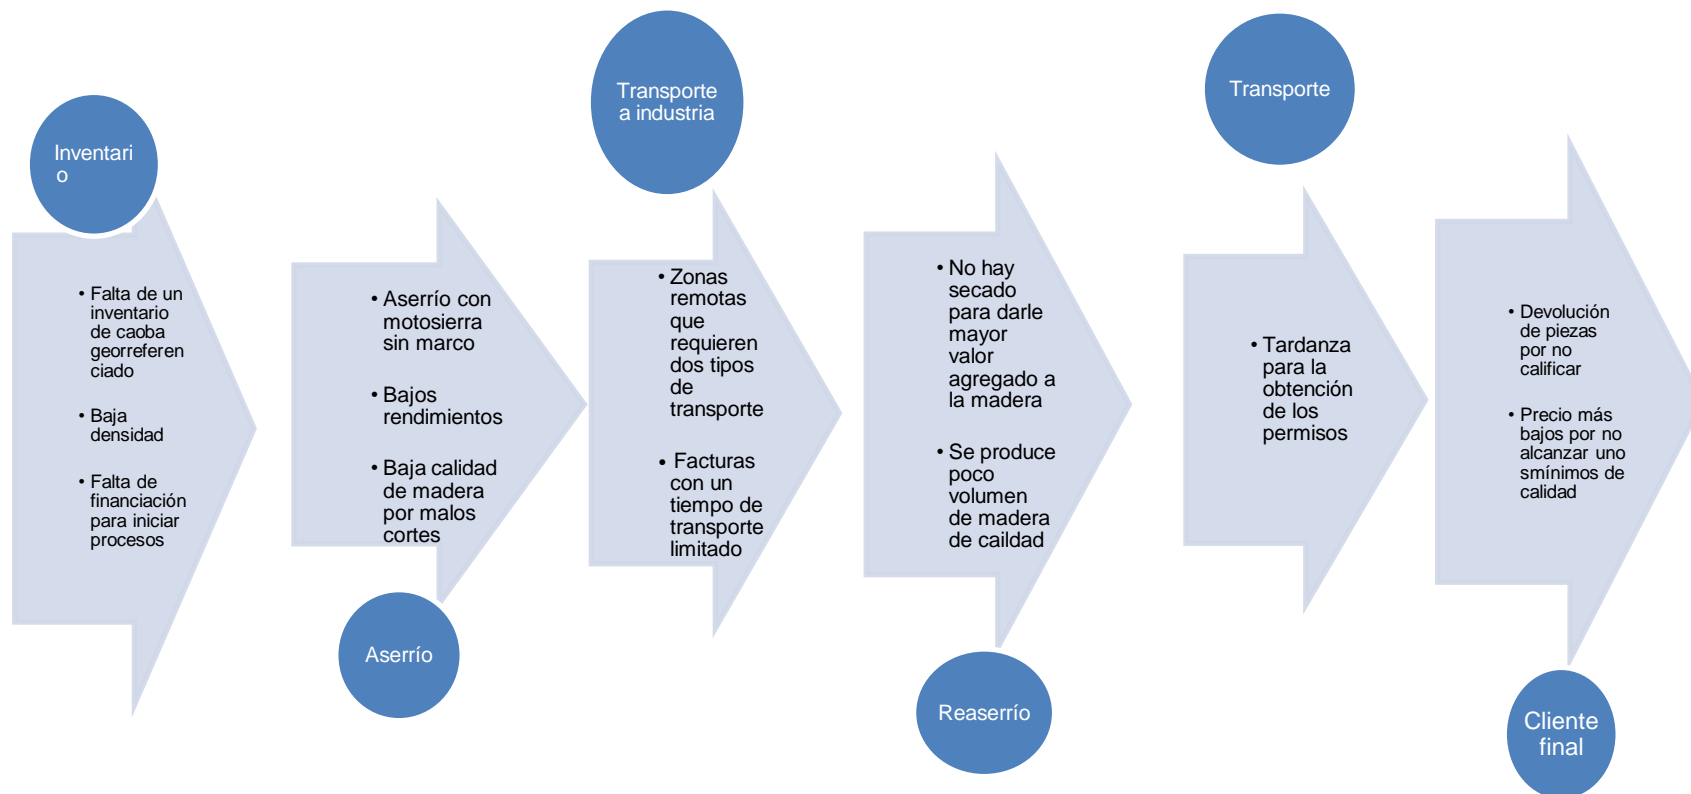 Inventari
o
• Falta de un
inventario
de caoba
georreferen
ciado
• Baja
densidad
• Falta de
financiación
para iniciar
procesos
• Aserrío con
motosierra
sin marco
• Bajos
rendimientos
• Baja calidad
de madera
por malos
cortes
Aserrío
Transporte
a industria
• Zonas
remotas
que
requieren
dos tipos
de
transporte
• Facturas
con un
tiempo de
transporte
limitado
• No hay
secado
para darle
mayor
valor
agregado a
la madera
• Se produce
poco
volumen
de madera
de caildad
Reaserrío
Transporte
• Tardanza
para la
obtención
de los
permisos
• Devolución
de piezas
por no
calificar
• Precio más
bajos por no
alcanzar uno
smínimos de
calidad
Cliente
final